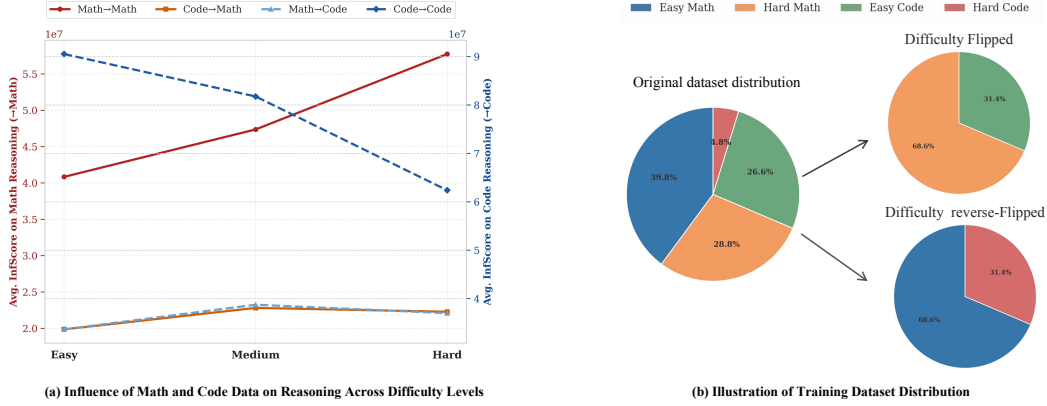 Math→Math
Code→Math
Math→Code
Code→Code
1e7
1e7
Avg. InfScore on Math Reasoning (→Math)
5.5
5.0
4.5
4.0
3.5
3.0
2.5
2.0
9
8
7
6
5
4
Avg. InfScore on Code Reasoning (→Code)
Easy
Medium
Hard
(a) Influence of Math and Code Data on Reasoning Across Difficulty Levels
Easy Math
Hard Math
Easy Code
Hard Code
Original dataset distribution
4.8%
39.8%
26.6%
28.8%
Difficulty Flipped
31.4%
68.6%
Difficulty reverse-Flipped
31.4%
68.6%
(b) Illustration of Training Dataset Distribution